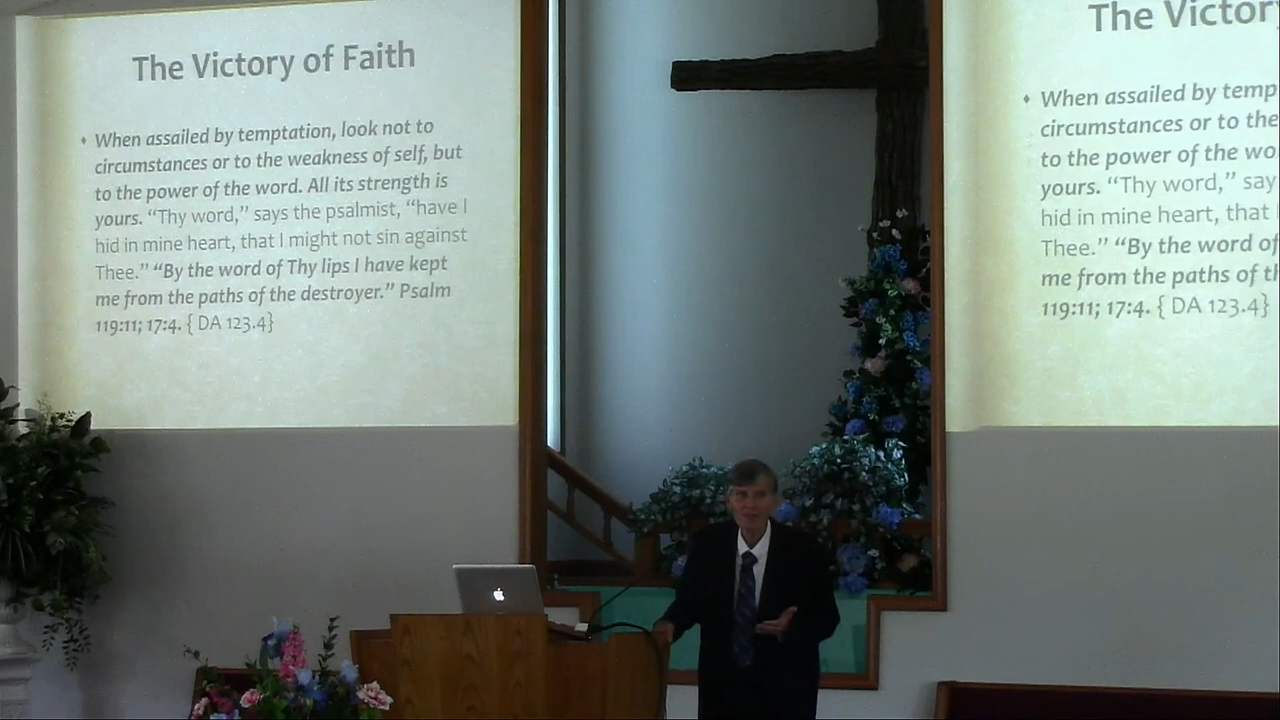 The Victory of Faith
⬧ When assailed by temptation, look not to
circumstances or to the weakness of self, but
to the power of the word. All its strength is
yours. “Thy word,” says the psalmist, “have I
hid in mine heart, that I might not sin against
Thee.” “By the word of Thy lips I have kept
me from the paths of the destroyer.” Psalm
119:11; 17:4. { DA 123.4}
The Victory
⬧ When assailed by temp
circumstances or to the
to the power of the wo
yours. “Thy word,” say
hid in mine heart, that I
Thee.” “By the word of
me from the paths of th
119:11; 17:4. { DA 123.4}